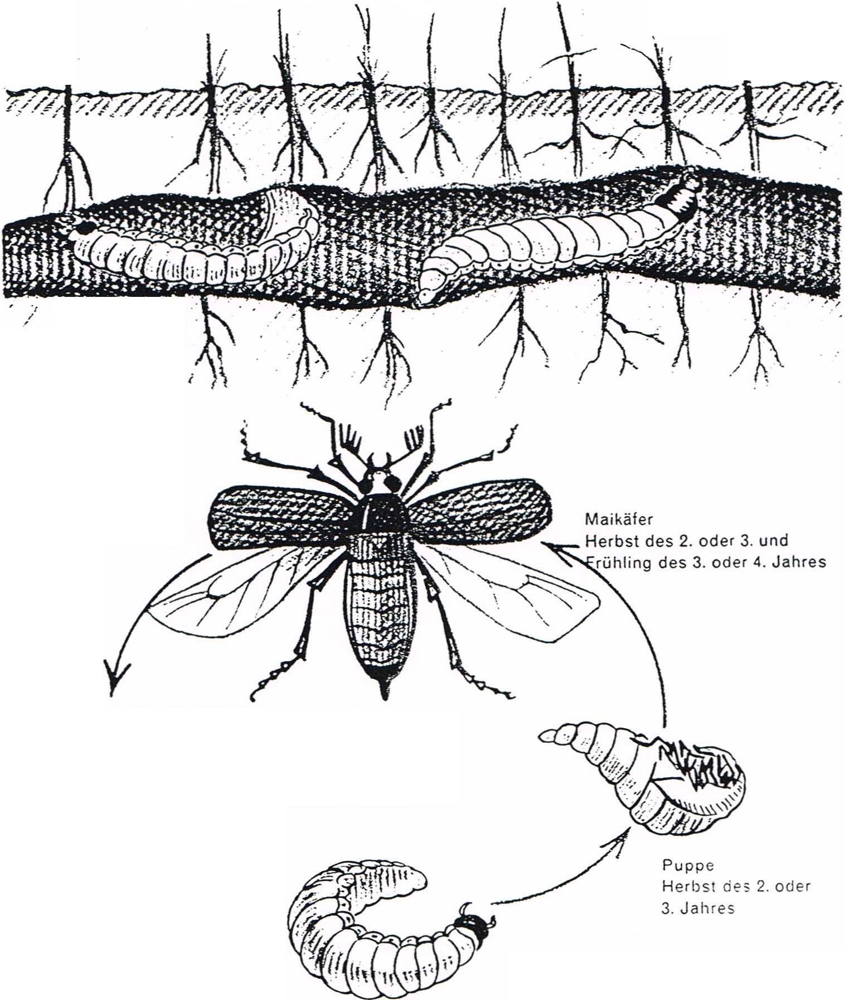 Maikäfer
Herbst des 2. oder 3. und
Frühling des 3. oder 4. Jahres
Puppe
Herbst des 2. oder
3. Jahres